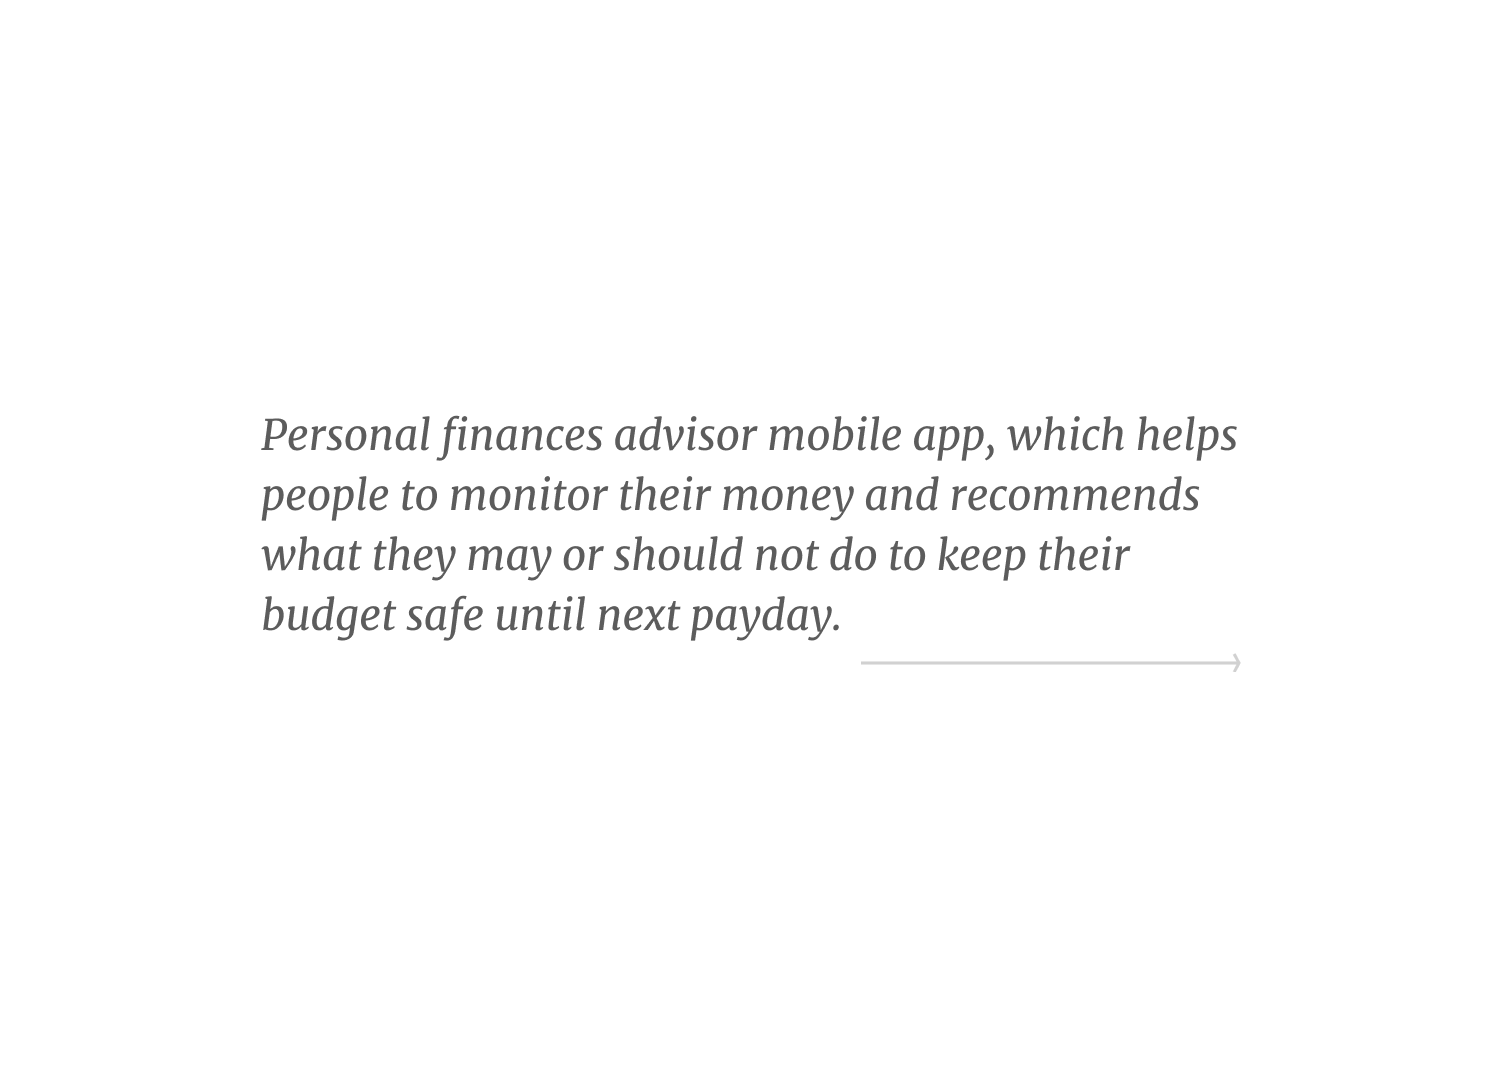 Personal finances advisor mobile app, which helps
people to monitor their money and recommends
what they may or should not do to keep their
budget safe until next payday.